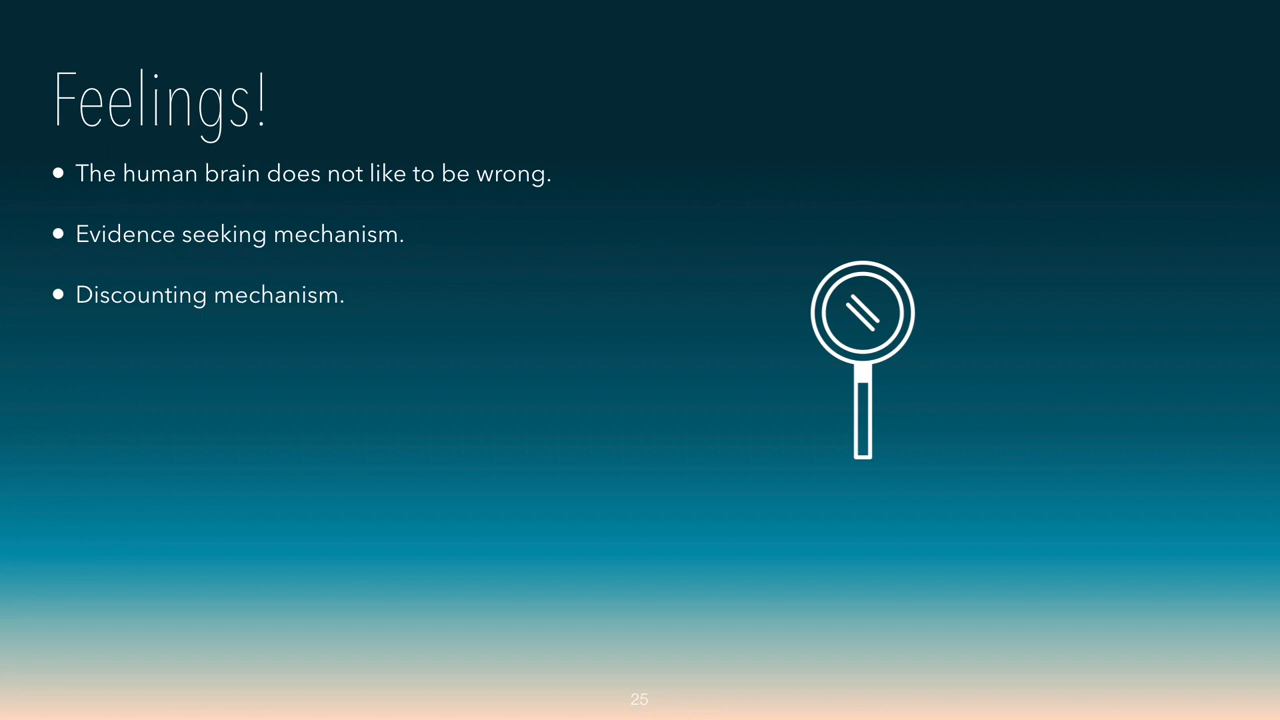 Feelings!
• The human brain does not like to be wrong.
• Evidence seeking mechanism.
• Discounting mechanism.
25